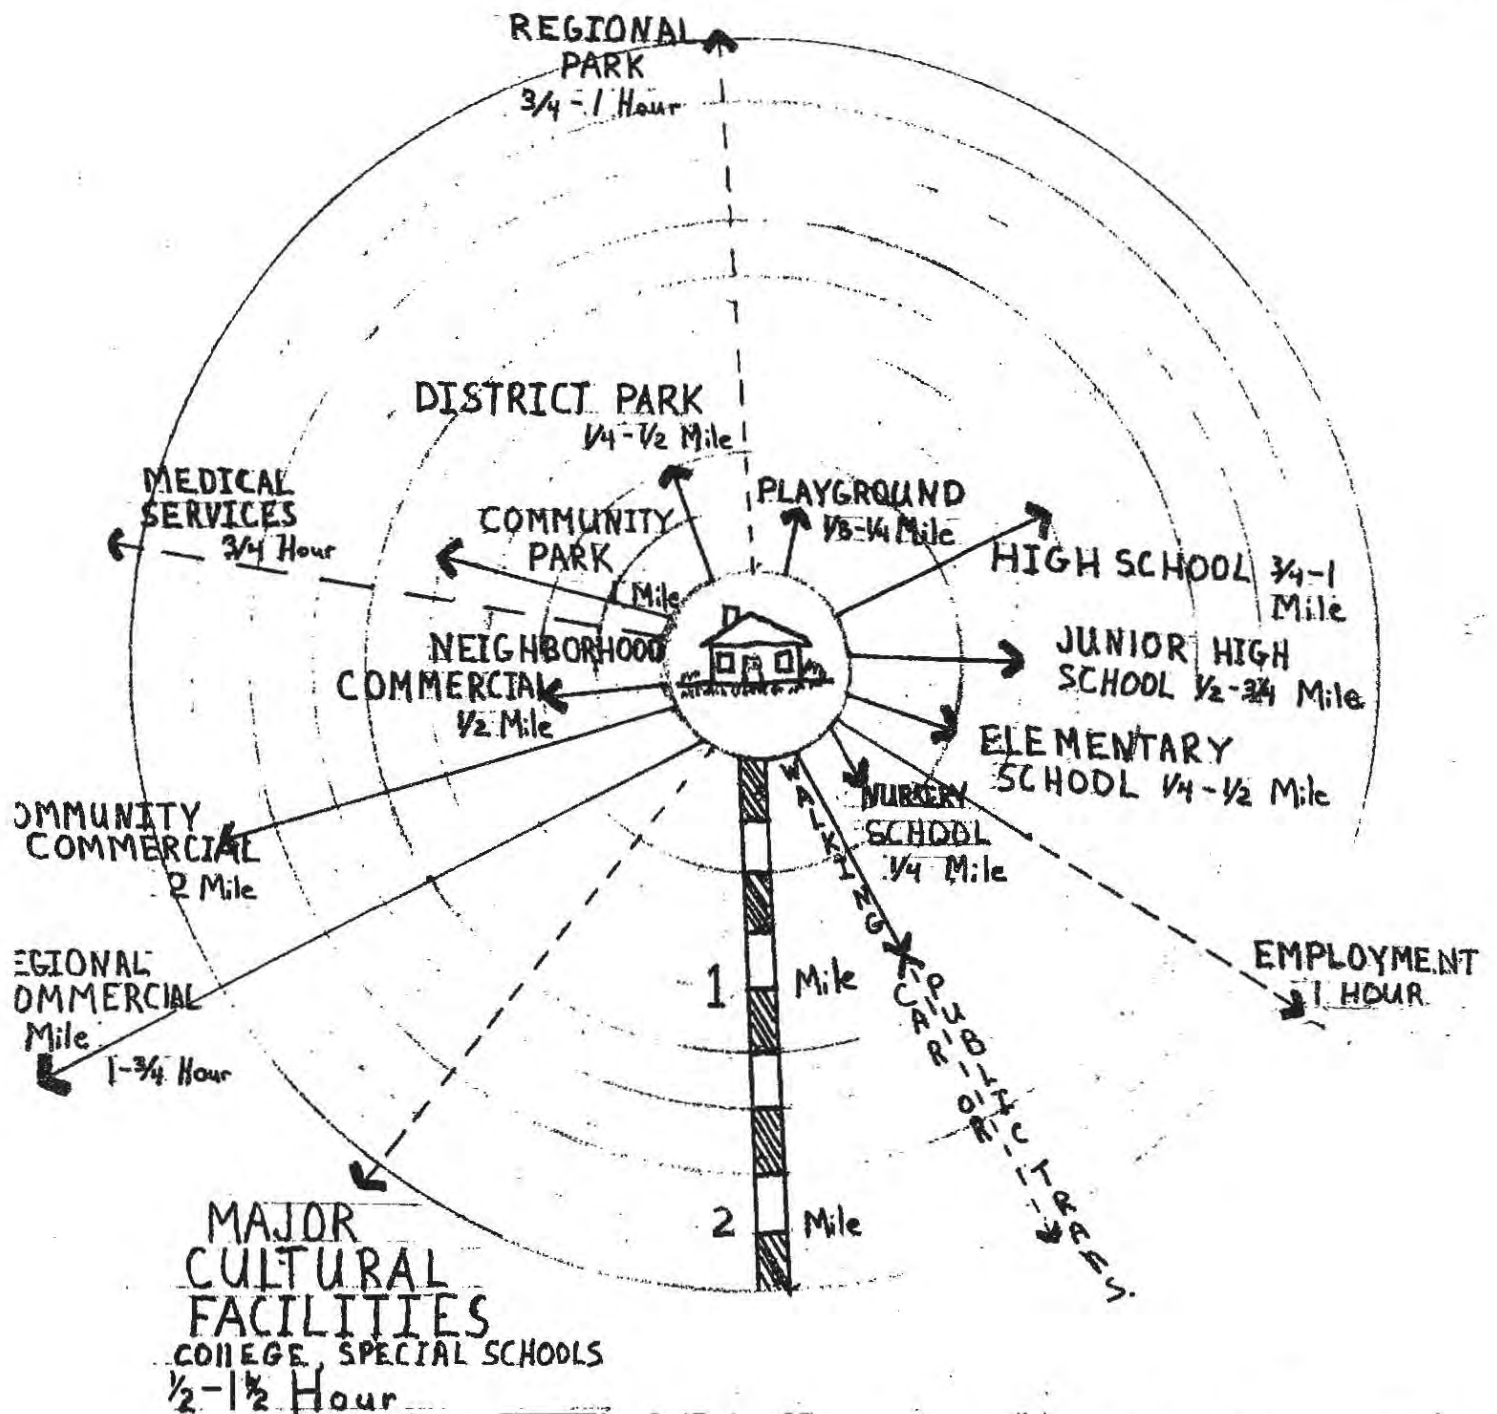 REGIONAL
PARK
3/4-1 Hour
DISTRICT PARK
1/4-1/2 Mile
MEDICAL
SERVICES
3/4 Hour
COMMUNITY
PARK
1 Mile
PLAYGROUND
1/8-1/4 Mile
HIGH SCHOOL 3/4-1
Mile
NEIGHBORHOOD
COMMERCIAL
1/2 Mile
JUNIOR HIGH
SCHOOL 1/2-3/4 Mile
ELEMENTARY
SCHOOL 1/4-1/2 Mile
NURSERY
SCHOOL
1/4 Mile
OMMUNITY
COMMERCIAL
2 Mile
EGIONAL
OMMERCIAL
Mile
1-3/4 Hour
WALKING
CAR OR
PUBLIC TRANS.
EMPLOYMENT
1 HOUR
1 Mile
2 Mile
MAJOR
CULTURAL
FACILITIES
COllEGE, SPECIAL SCHOOLS
1/2-1 1/2 Hour